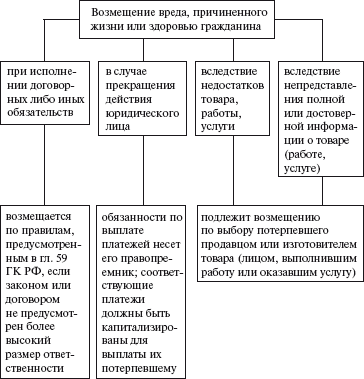 Возмещение вреда, причиненного
жизни или здоровью гражданина
при исполне-
нии договор-
ных либо иных
обязательств
в случае
прекращения
действия
юридического
лица
вследствие
недостатков
товара,
работы,
услуги
вследствие
непредставле-
ния полной
или достовер-
ной информа-
ции о товаре
(работе,
услуге)
возмещается
по правилам,
предусмотрен-
ным в гл. 59
ГК РФ, если
законом или
договором
не предусмот-
рен более
высокий
размер ответ-
ственности
обязанности по
выплате
платежей несет
его правопре-
емник; соответ-
ствующие
платежи
должны быть
капитализиро-
ваны для
выплаты их
потерпевшему
подлежит возмещению
по выбору потерпевшего
продавцом или изготовителем
товара (лицом, выполнившим
работу или оказавшим услугу)